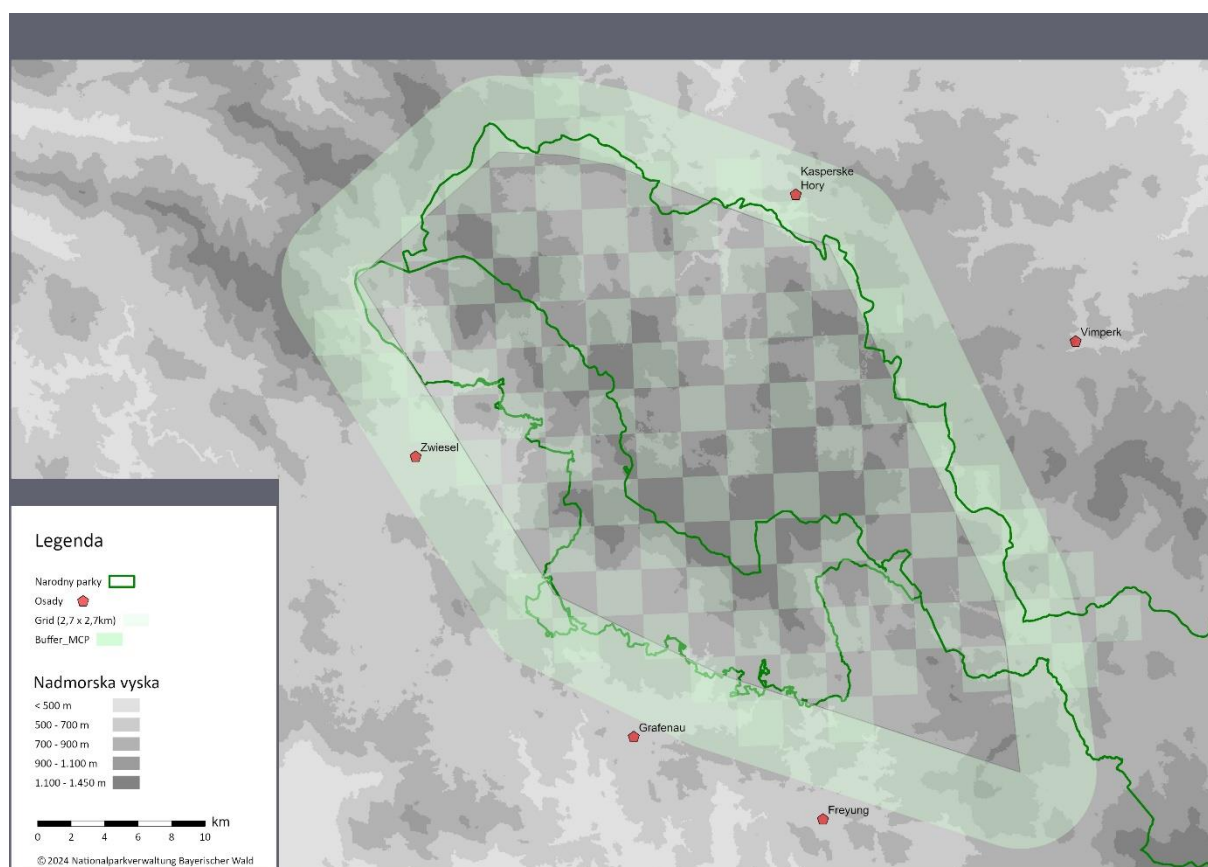 Kasperske
Hory
Vimperk
Zwiesel
Grafenau
Freyung
Legenda
Narodny parky
Osady
Grid (2,7 x 2,7km)
Buffer_MCP
Nadmorska vyska
< 500 m
500 - 700 m
700 - 900 m
900 - 1.100 m
1.100 - 1.450 m
km
0 2 4 6 8 10
© 2024 Nationalparkverwaltung Bayerischer Wald